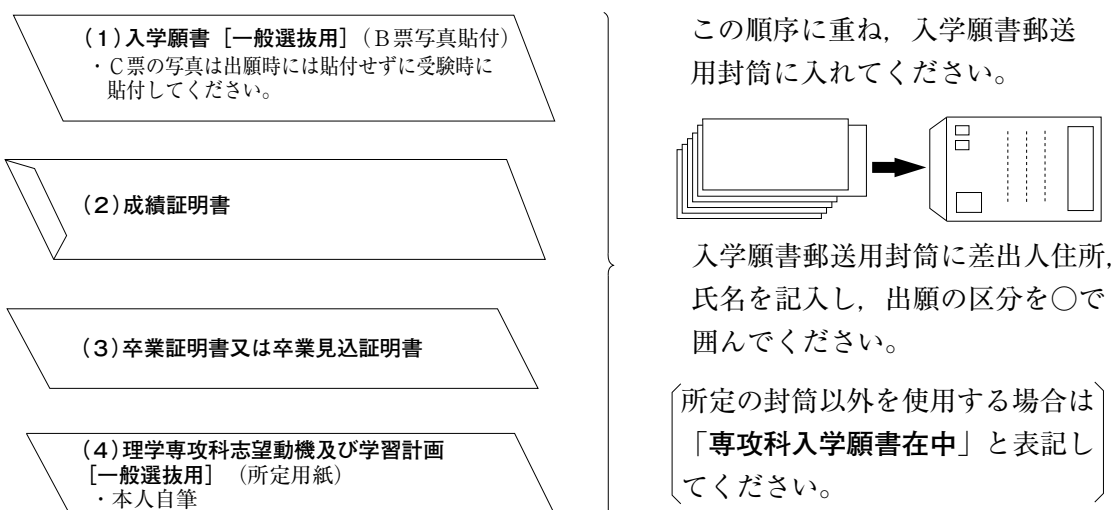 (1)入学願書［一般選抜用］（Ｂ票写真貼付）
・Ｃ票の写真は出願時には貼付せずに受験時に
貼付してください。
(2)成績証明書
(3)卒業証明書又は卒業見込証明書
(4)理学専攻科志望動機及び学習計画
［一般選抜用］（所定用紙）
・本人自筆
この順序に重ね，入学願書郵送
用封筒に入れてください。
入学願書郵送用封筒に差出人住所，
氏名を記入し，出願の区分を○で
囲んでください。
所定の封筒以外を使用する場合は
「専攻科入学願書在中」と表記し
てください。